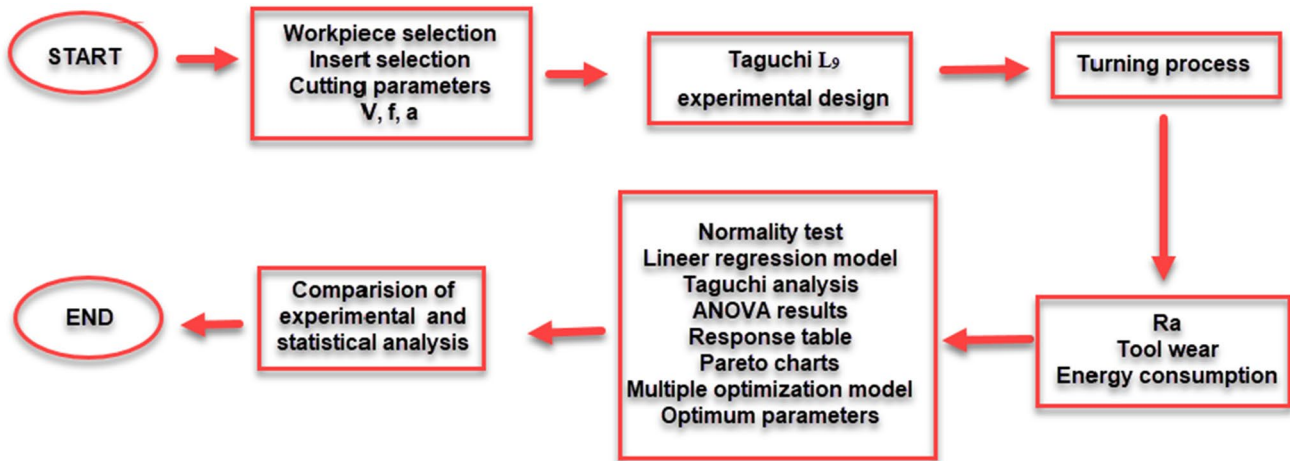 START
Workpiece selection
Insert selection
Cutting parameters
V, f, a
Taguchi L₉
experimental design
Turning process
Ra
Tool wear
Energy consumption
Normality test
Lineer regression model
Taguchi analysis
ANOVA results
Response table
Pareto charts
Multiple optimization model
Optimum parameters
Comparision of
experimental and
statistical analysis
END